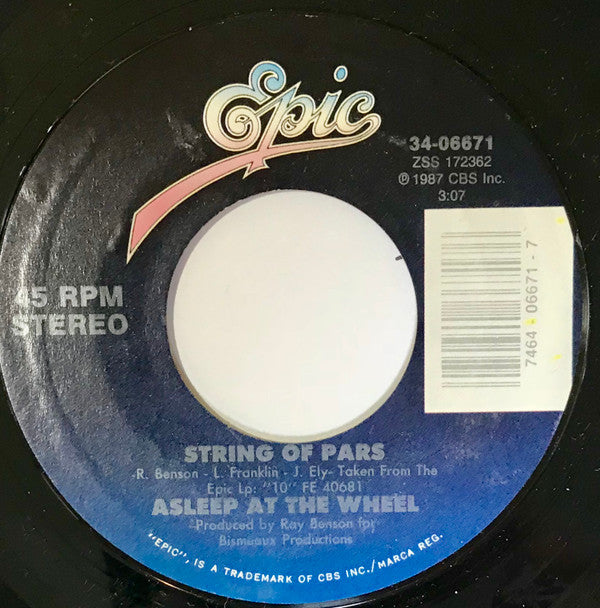 Epic
34-06671
ZSS 172362
℗ 1987 CBS Inc.
3:07
45 RPM
STEREO
7464-06671-7
STRING OF PARS
-R. Benson - L. Franklin - J. Ely- Taken From The
Epic Lp: "10" FE 40681
ASLEEP AT THE WHEEL
Produced by Ray Benson for
Bismeaux Productions
"EPIC", IS A TRADEMARK OF CBS INC./MARCA REG.